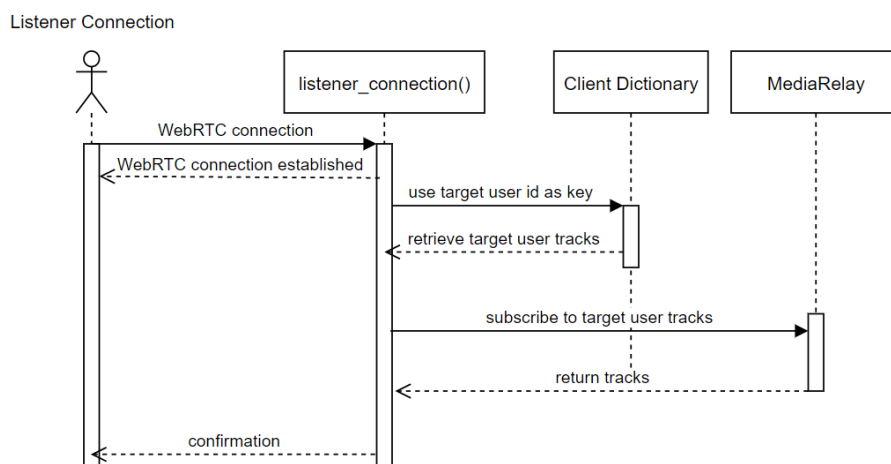 Listener Connection
listener_connection()
Client Dictionary
MediaRelay
WebRTC connection
WebRTC connection established
use target user id as key
retrieve target user tracks
subscribe to target user tracks
return tracks
confirmation